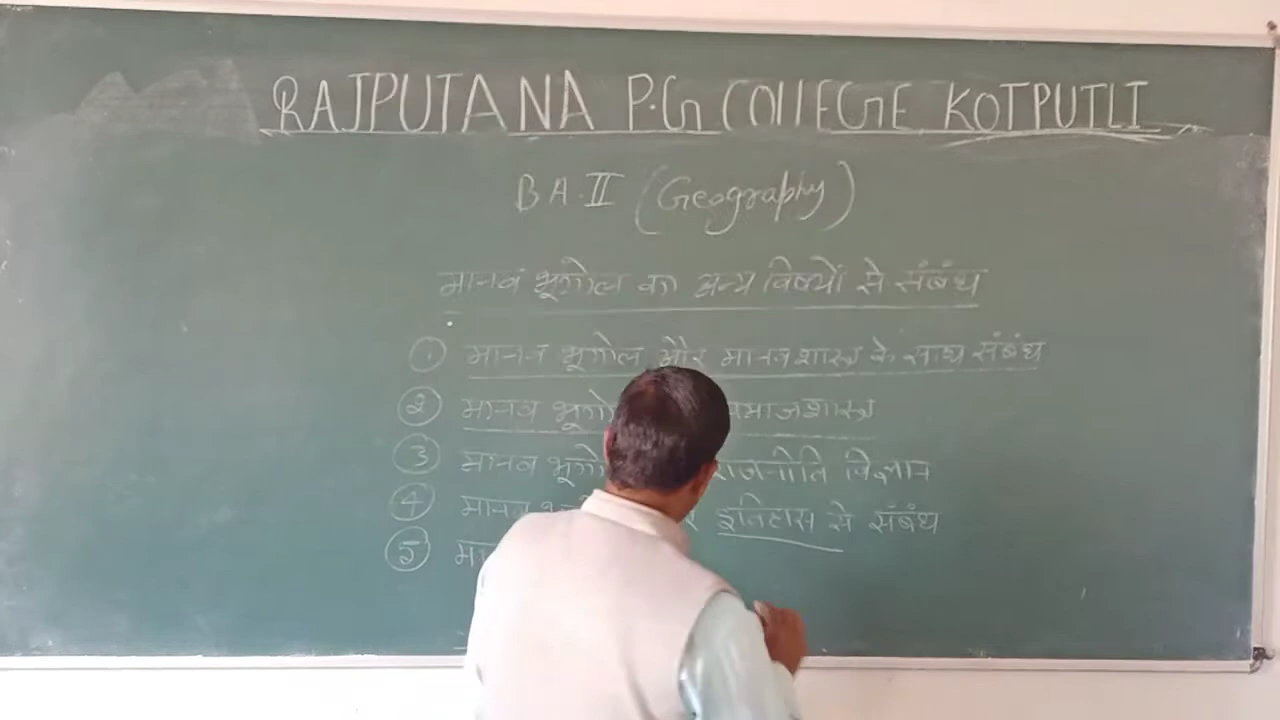 RAJPUTANA P.G COllEGE KOTPUTLI
B A.II (Geography)
मानव भूगोल का अन्य विषयों से संबंध
① मानव भूगोल और मानवशास्त्र के साथ संबंध
② मानव भूगो समाजशास्त्र
③ मानव भूगो राजनीति विज्ञान
④ मानव इतिहास से संबंध
⑤ मा